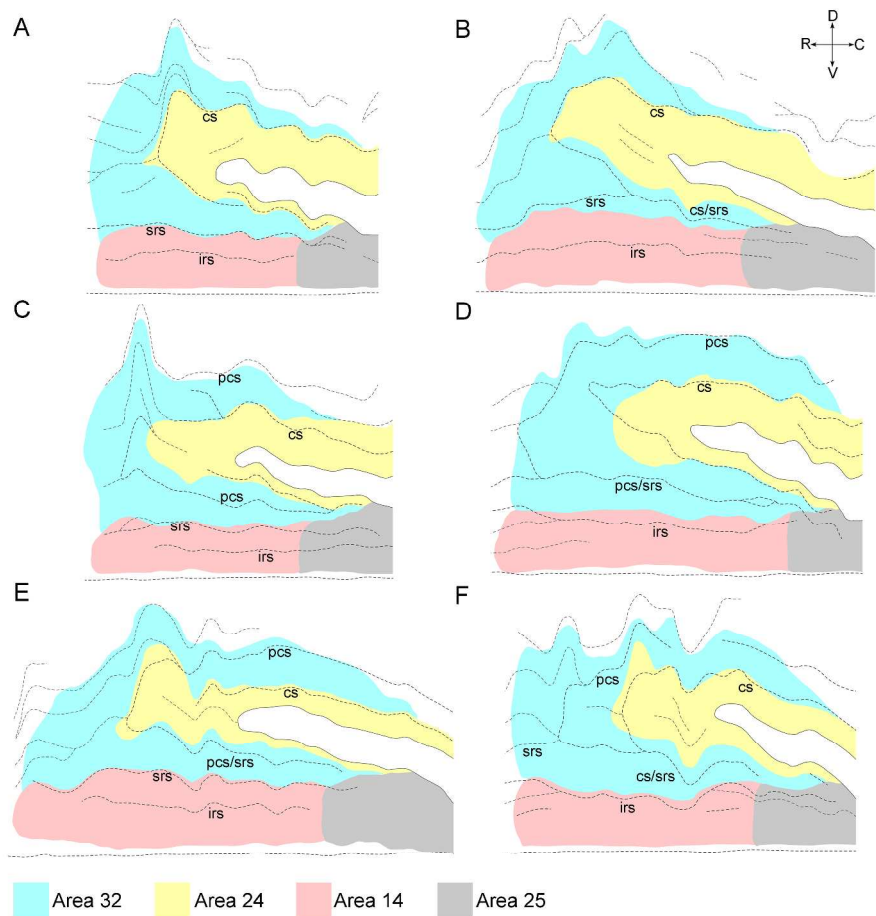 A
B
D
R C
V
cs
cs
srs
srs
cs/srs
irs
irs
C
D
pcs
pcs
cs
cs
pcs
pcs/srs
srs
irs
irs
E
F
pcs
pcs
cs
cs
srs
pcs/srs
srs
cs/srs
irs
irs
Area 32 Area 24 Area 14 Area 25